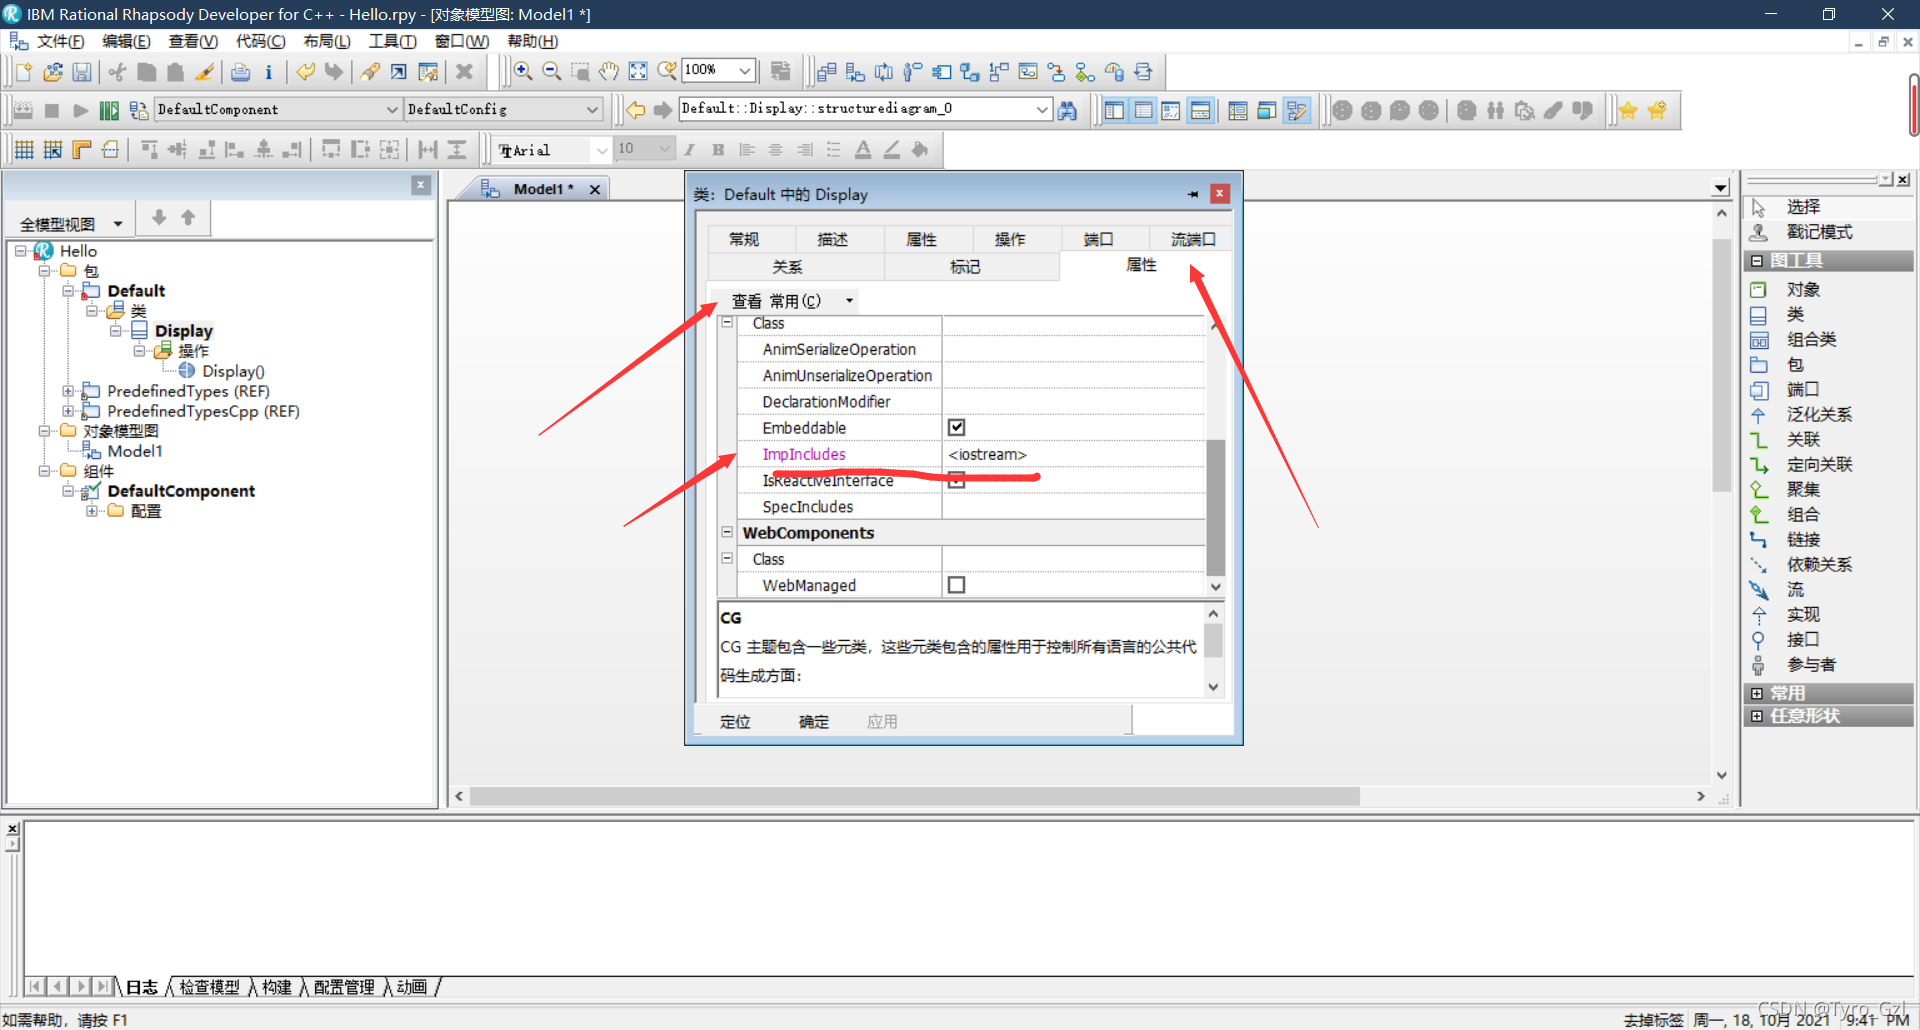 IBM Rational Rhapsody Developer for C++ - Hello.rpy - [对象模型图: Model1 *]
文件(F) 编辑(E) 查看(V) 代码(C) 布局(L) 工具(T) 窗口(W) 帮助(H)
100%
DefaultComponent DefaultConfig Default::Display::structurediagram_0
Arial 10
Model1 *
全模型视图
Hello
包
Default
类
Display
操作
Display()
PredefinedTypes (REF)
PredefinedTypesCpp (REF)
对象模型图
Model1
组件
DefaultComponent
配置
类: Default 中的 Display
常规 描述 属性 操作 端口 流端口
关系 标记 属性
查看 常用(C)
Class
AnimSerializeOperation
AnimUnserializeOperation
DeclarationModifier
Embeddable
ImpIncludes <iostream>
IsReactiveInterface
SpecIncludes
WebComponents
Class
WebManaged
CG
CG 主题包含一些元类，这些元类包含的属性用于控制所有语言的公共代
码生成方面：
定位 确定 应用
选择
戳记模式
图工具
对象
类
组合类
包
端口
泛化关系
关联
定向关联
聚集
组合
链接
依赖关系
流
实现
接口
参与者
常用
任意形状
日志 检查模型 构建 配置管理 动画
如需帮助，请按 F1
去掉标签 周一, 18, 10月 2021 9:41 PM
CSDN @Tyro_Gzl